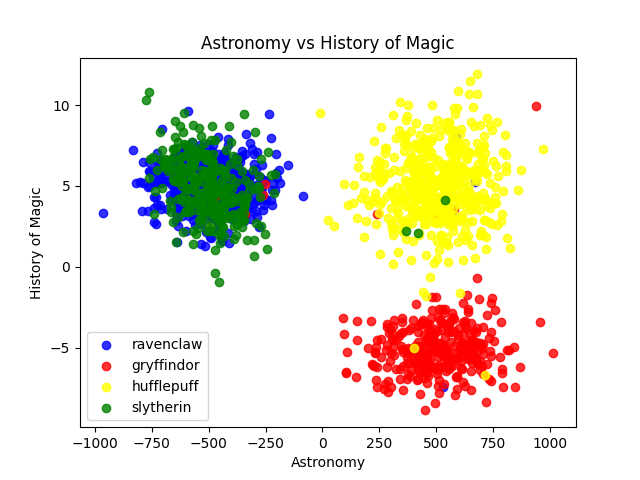 Astronomy vs History of Magic
10
5
0
−5
History of Magic
ravenclaw
gryffindor
hufflepuff
slytherin
−1000 −750 −500 −250 0 250 500 750 1000
Astronomy